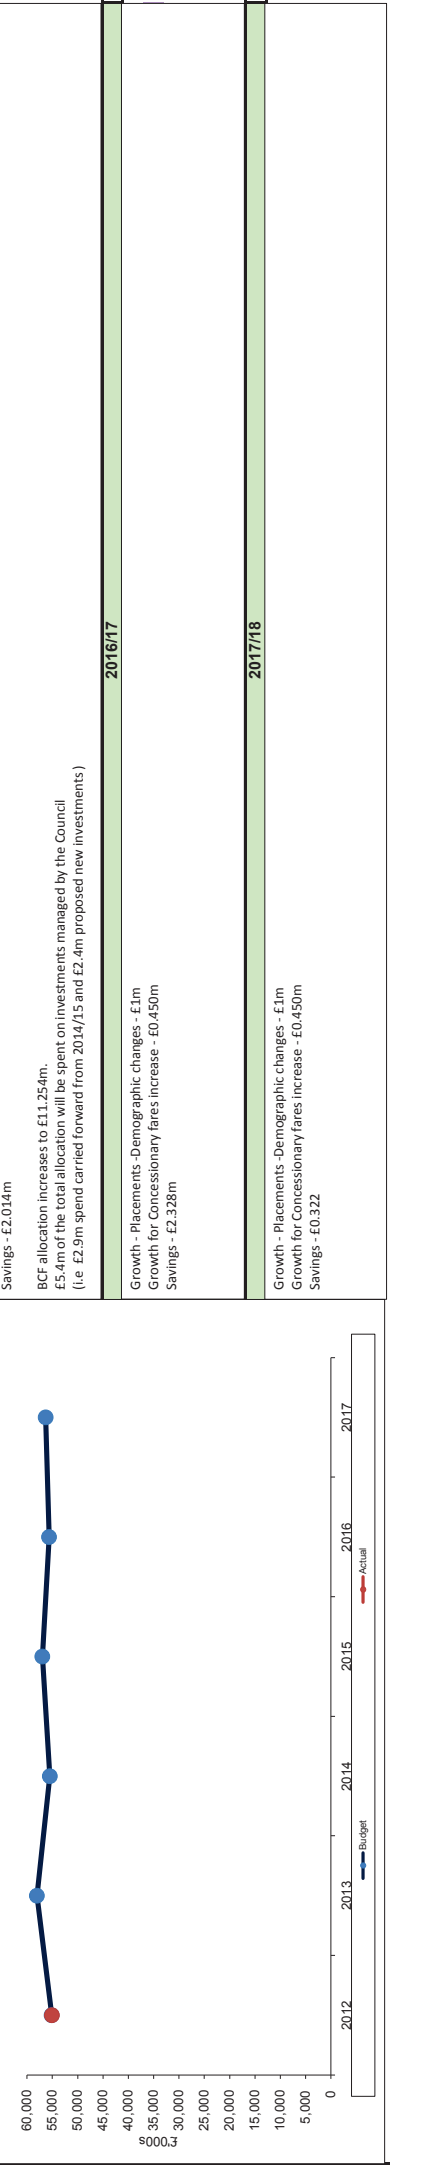 Savings - £2.014m
BCF allocation increases to £11.254m.
£5.4m of the total allocation will be spent on investments managed by the Council
(i.e £2.9m spend carried forward from 2014/15 and £2.4m proposed new investments )
2016/17
Growth - Placements -Demographic changes - £1m
Growth for Concessionary fares increase - £0.450m
Savings - £2.328m
2017/18
Growth - Placements -Demographic changes - £1m
Growth for Concessionary fares increase - £0.450m
Savings - £0.322
60,000
55,000
50,000
45,000
40,000
35,000
30,000
25,000
20,000
15,000
10,000
5,000
0
£'000s
2012 2013 2014 2015 2016 2017
Budget Actual